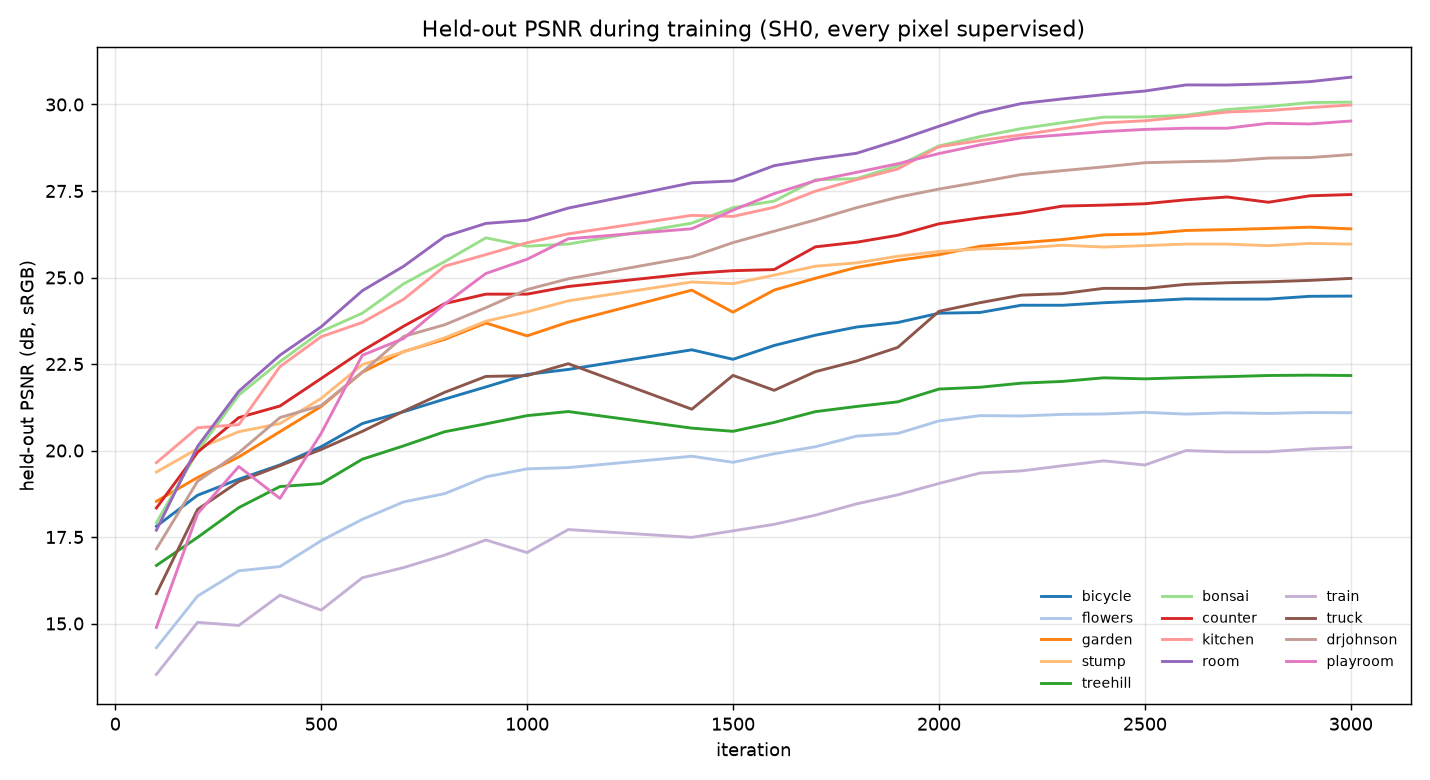 Held-out PSNR during training (SH0, every pixel supervised)
held-out PSNR (dB, sRGB)
30.0
27.5
25.0
22.5
20.0
17.5
15.0
0 500 1000 1500 2000 2500 3000
iteration
bicycle bonsai train
flowers counter truck
garden kitchen drjohnson
stump room playroom
treehill